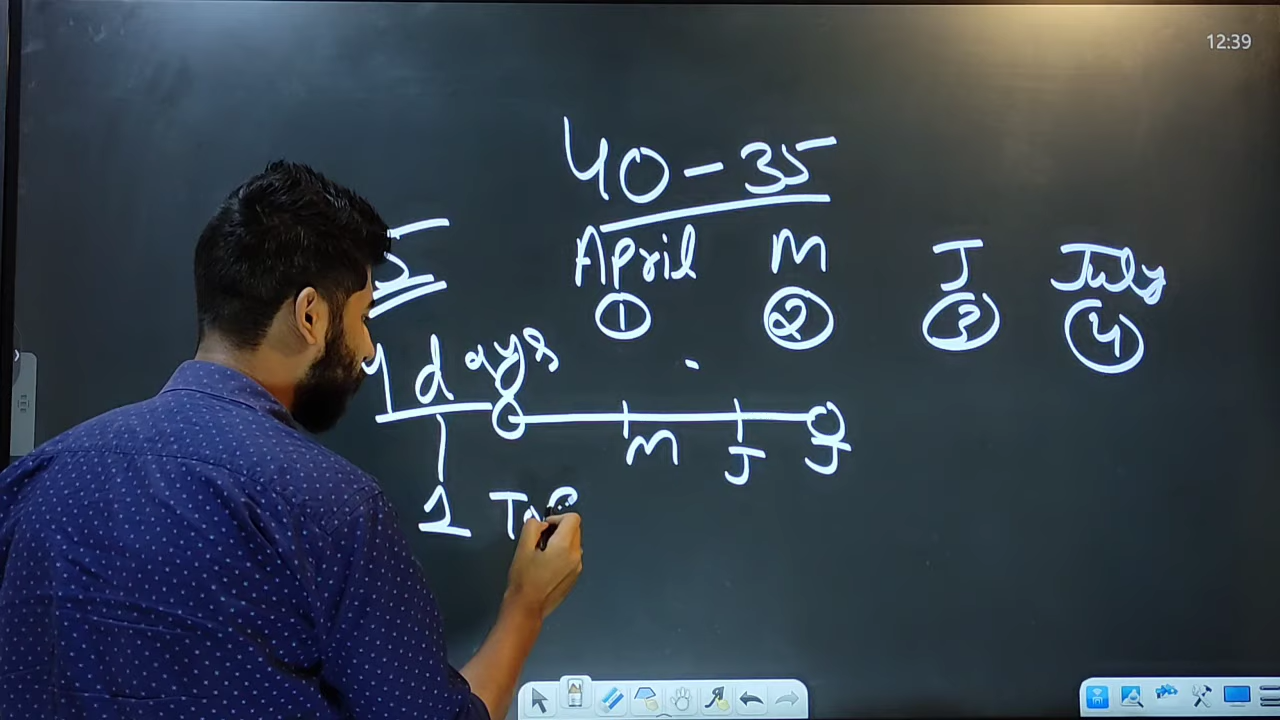 12:39
40-35
April M J July
① ② ③ ④
days
M J J
1